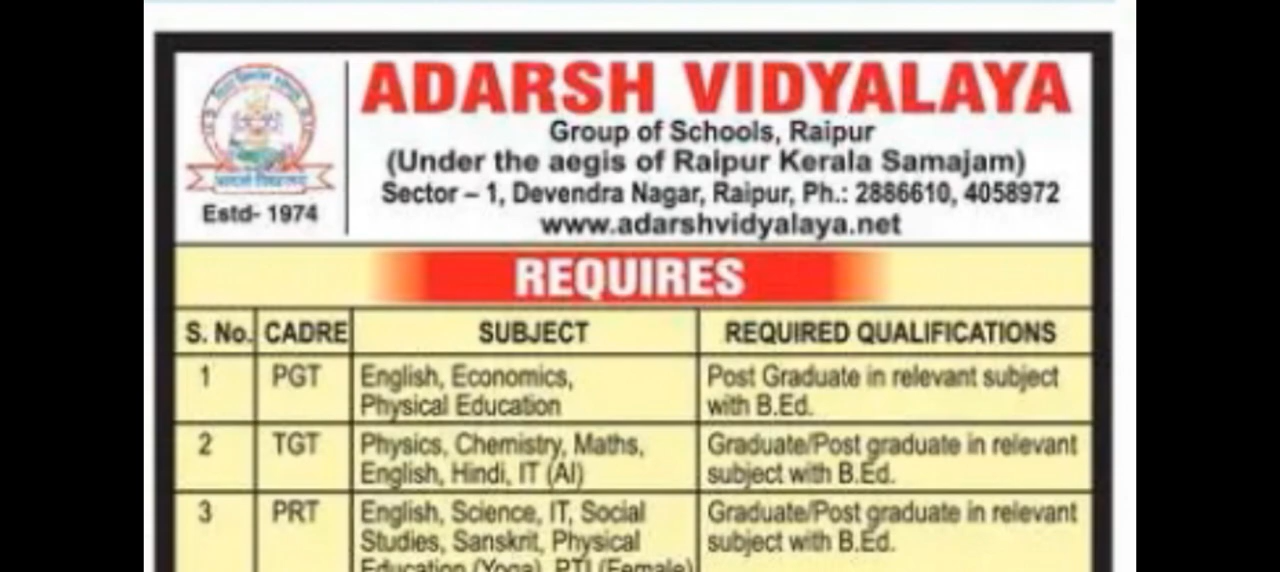 ADARSH VIDYALAYA
Group of Schools, Raipur
(Under the aegis of Raipur Kerala Samajam)
Sector – 1, Devendra Nagar, Raipur, Ph.: 2886610, 4058972
www.adarshvidyalaya.net
Estd- 1974
REQUIRES
S. No. CADRE SUBJECT REQUIRED QUALIFICATIONS
1 PGT English, Economics, Post Graduate in relevant subject
Physical Education with B.Ed.
2 TGT Physics, Chemistry, Maths, Graduate/Post graduate in relevant
English, Hindi, IT (AI) subject with B.Ed.
3 PRT English, Science, IT, Social Graduate/Post graduate in relevant
Studies, Sanskrit, Physical subject with B.Ed.
Education (Yoga), PTI (Female)